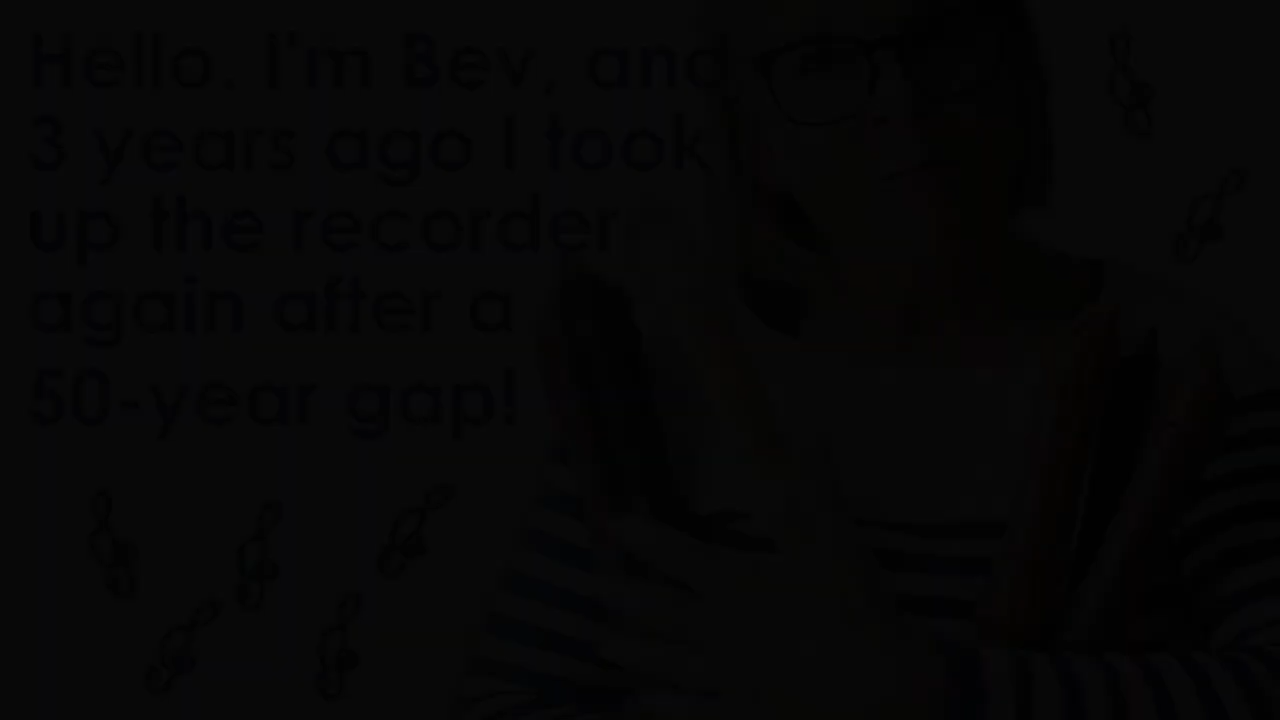 Hello, I'm Bev, and
3 years ago I took
up the recorder
again after a
50-year gap!